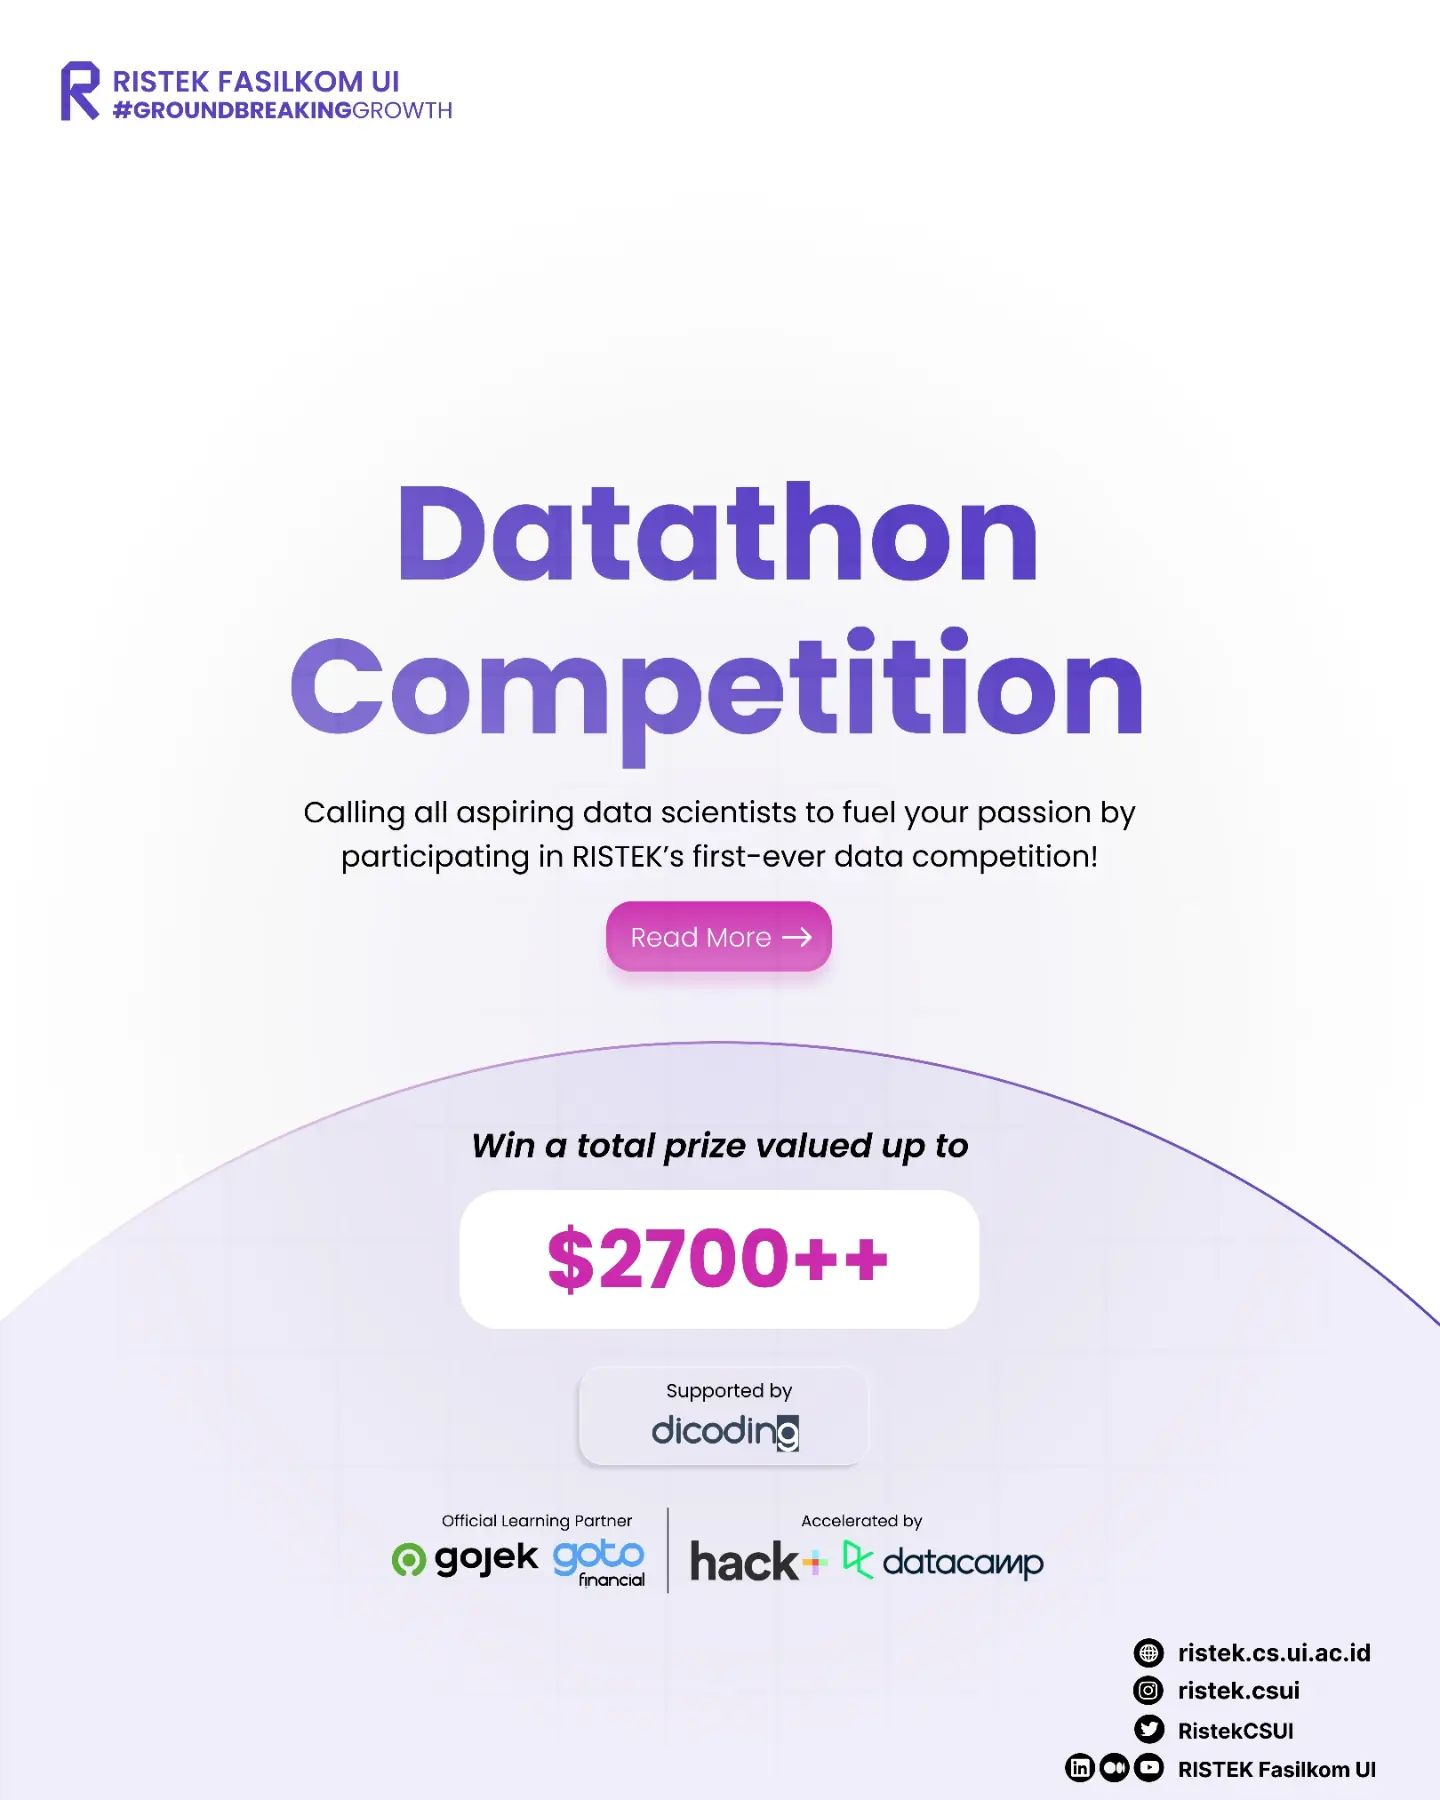 RISTEK FASILKOM UI
#GROUNDBREAKINGGROWTH
Datathon
Competition
Calling all aspiring data scientists to fuel your passion by
participating in RISTEK's first-ever data competition!
Read More →
Win a total prize valued up to
$2700++
Supported by
dicoding
Official Learning Partner
gojek goto financial
Accelerated by
hack+ datacamp
ristek.cs.ui.ac.id
ristek.csui
RistekCSUI
RISTEK Fasilkom UI